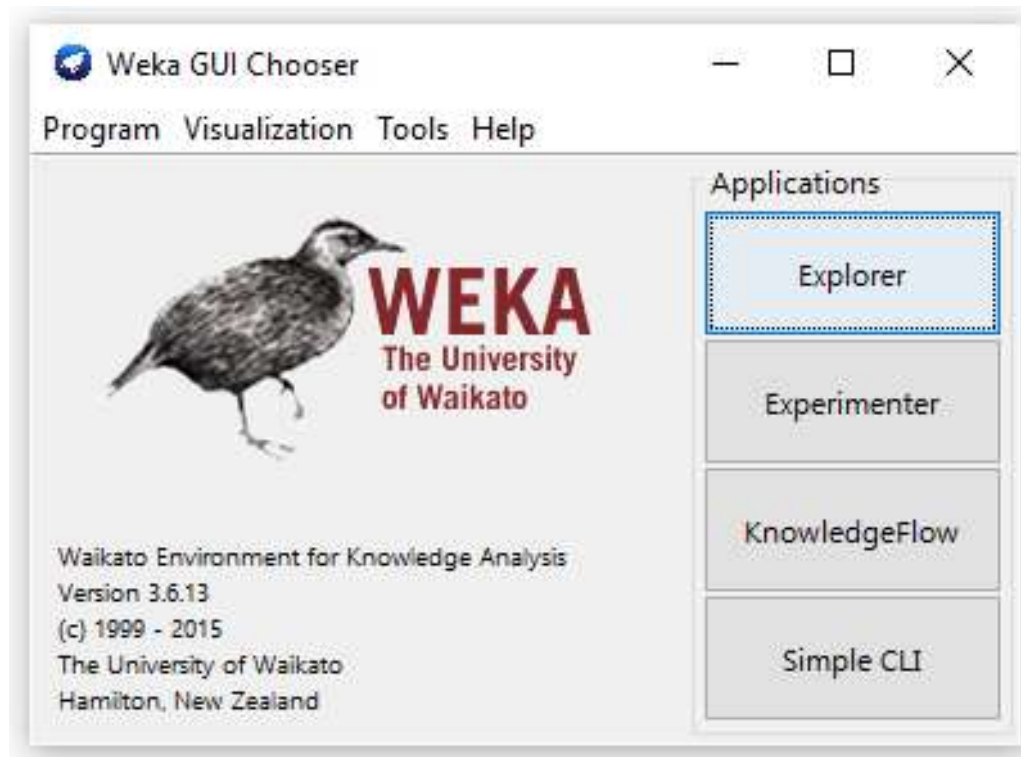 Weka GUI Chooser
Program Visualization Tools Help
WEKA
The University
of Waikato
Waikato Environment for Knowledge Analysis
Version 3.6.13
(c) 1999 - 2015
The University of Waikato
Hamilton, New Zealand
Applications
Explorer
Experimenter
KnowledgeFlow
Simple CLI